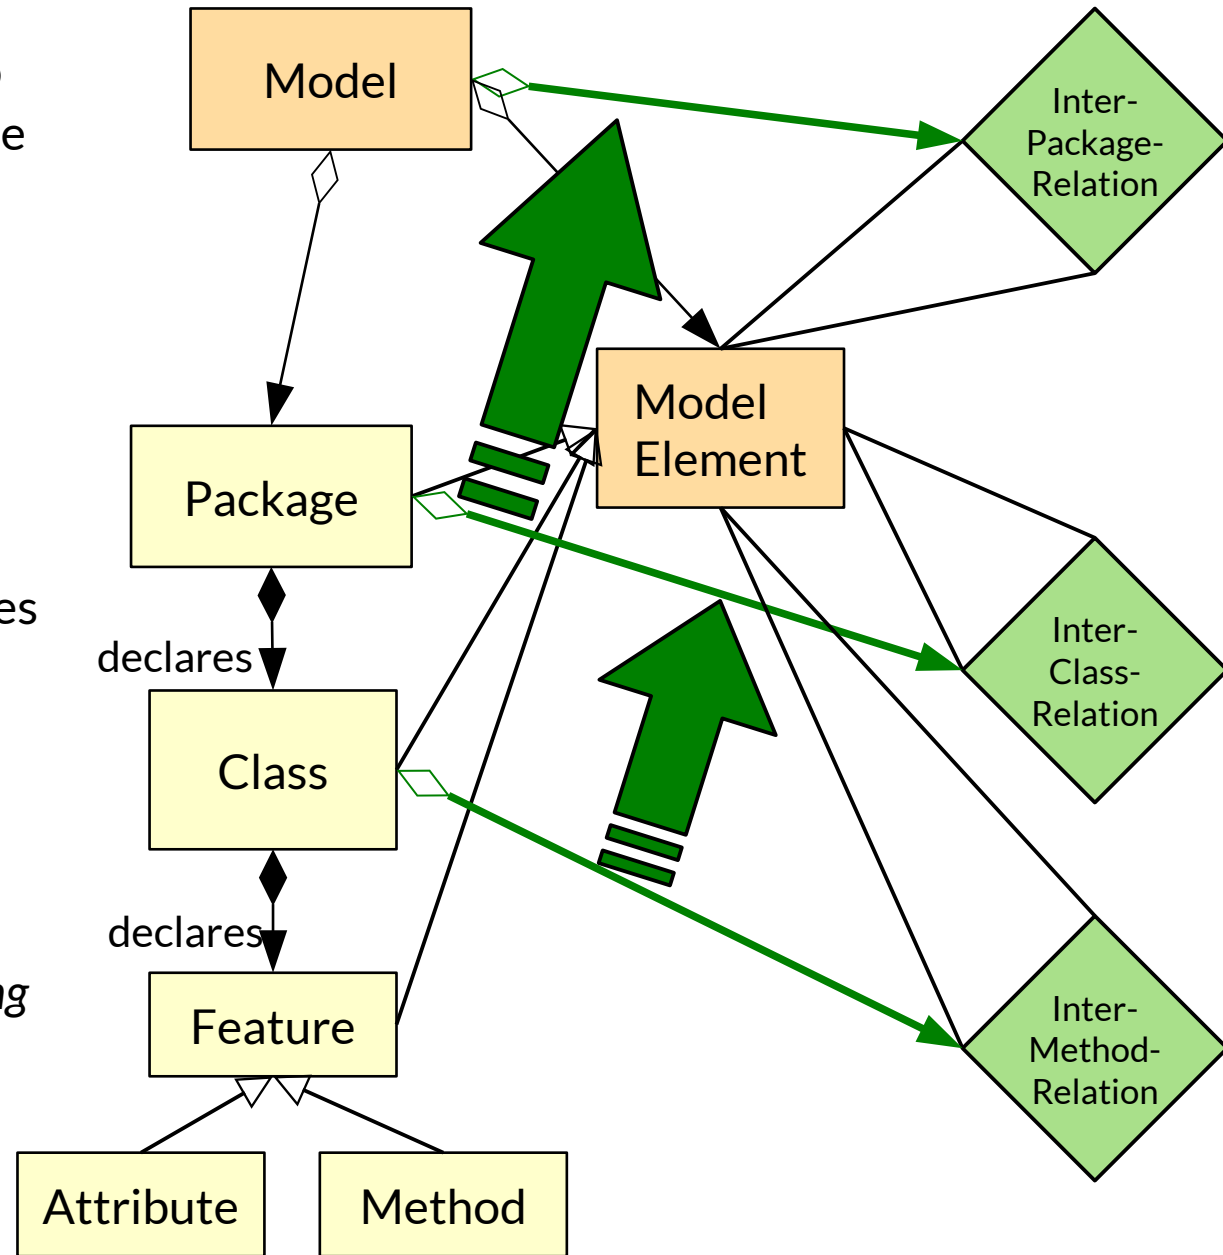 Model
Inter-
Package-
Relation
Model
Element
Package
declares
Inter-
Class-
Relation
Class
declares
Feature
Inter-
Method-
Relation
Attribute
Method